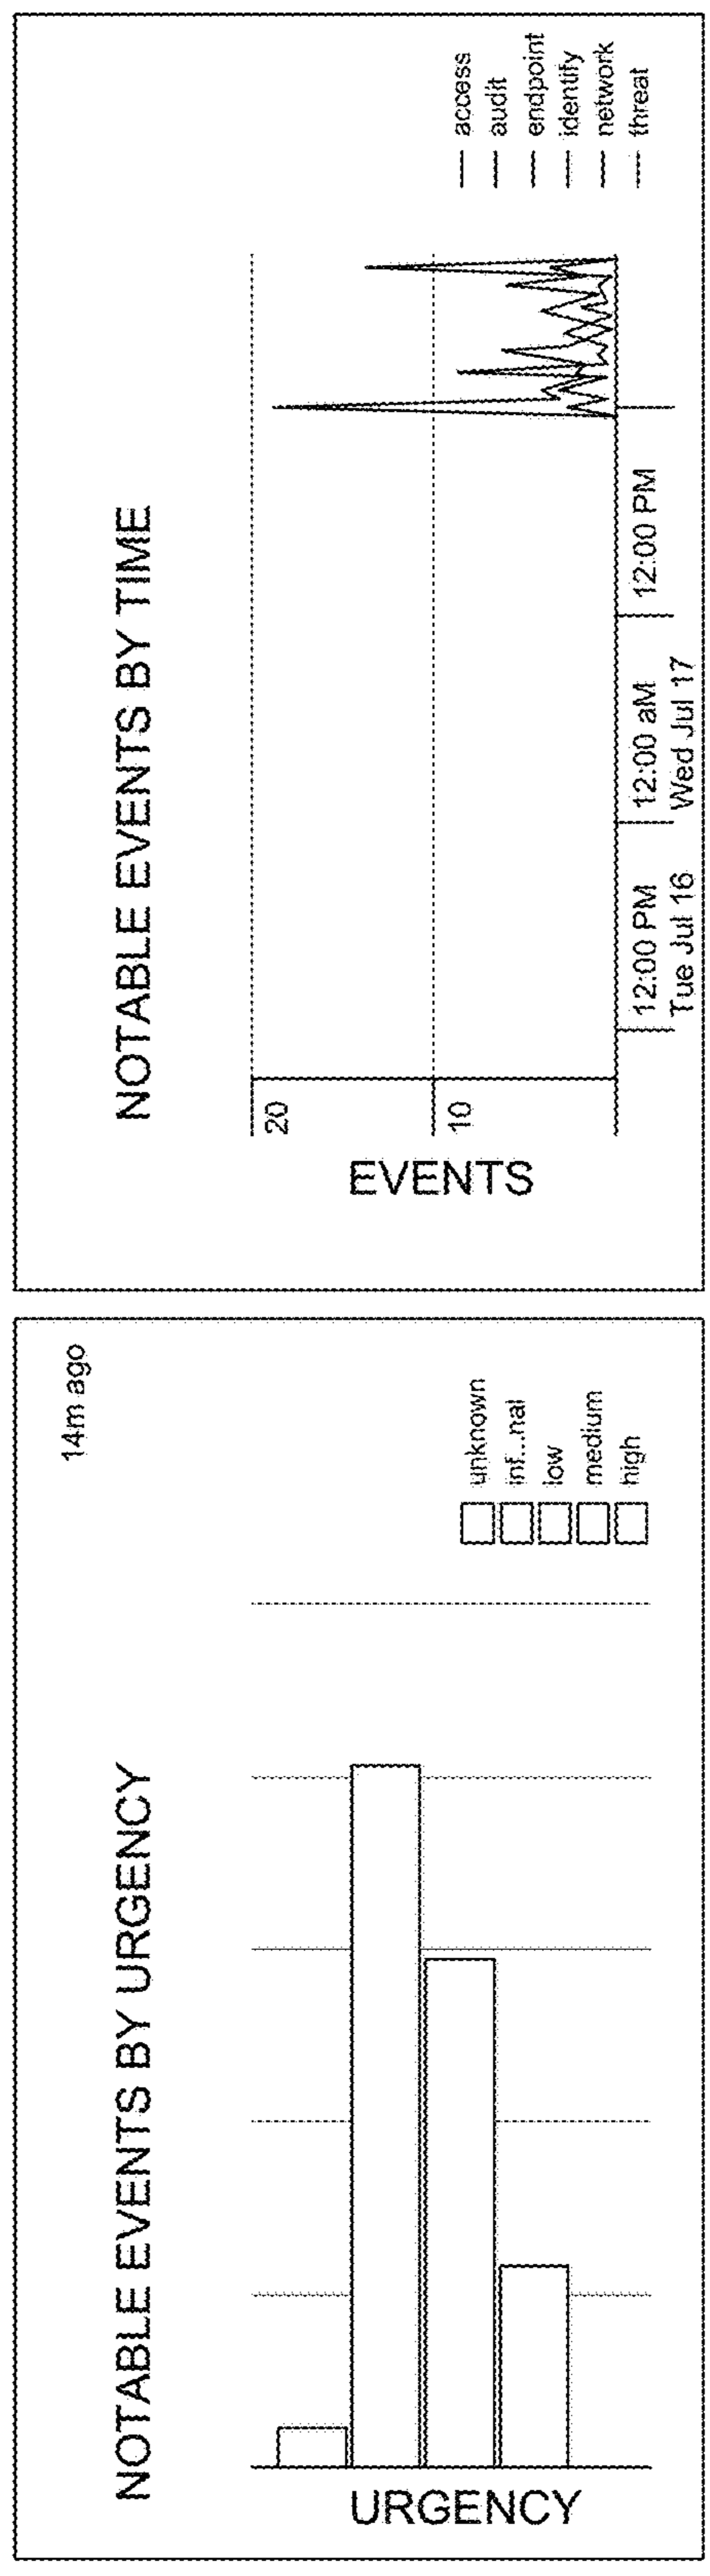 NOTABLE EVENTS BY URGENCY
14m ago
URGENCY
unknown
inf...nal
low
medium
high
NOTABLE EVENTS BY TIME
EVENTS
20
10
12:00 PM
Tue Jul 16
12:00 aM
Wed Jul 17
12:00 PM
access
audit
endpoint
identify
network
threat